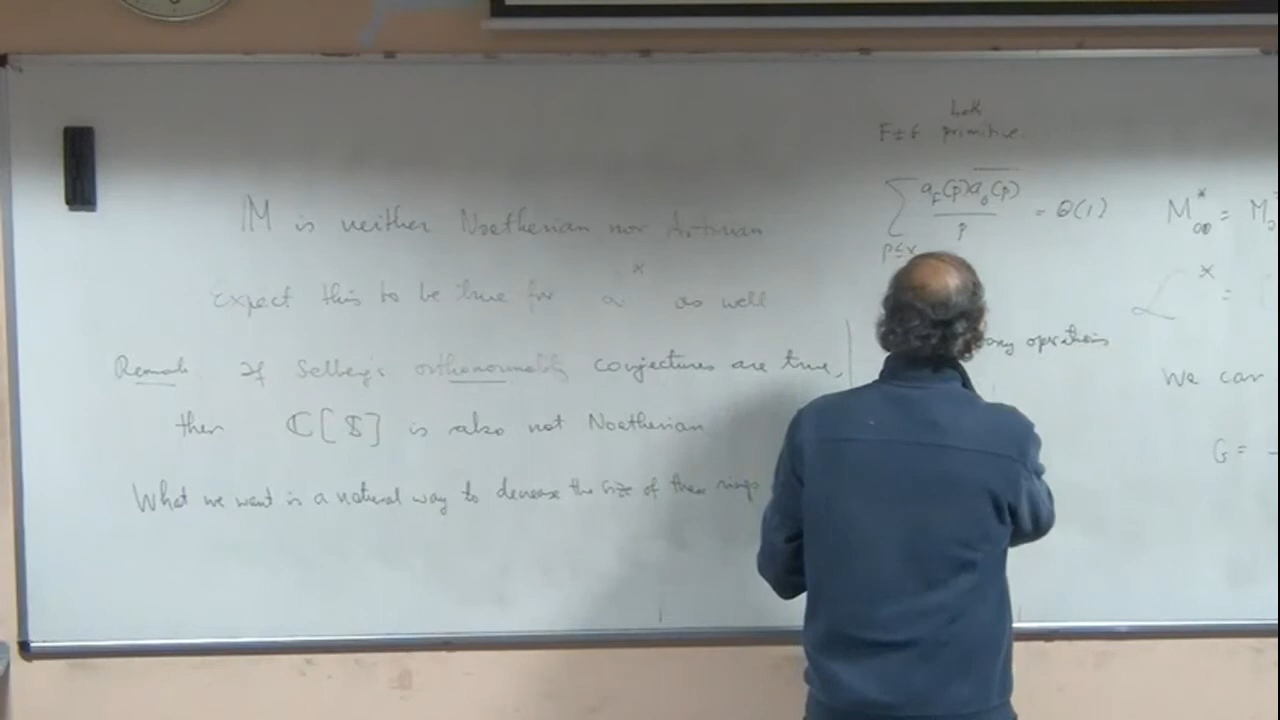 M is neither Noetherian nor Artinian
expect this to be true for a^x as well
Remark If Selberg's orthonormality conjectures are true,
then ℂ[𝕊] is also not Noetherian
What we want is a natural way to decrease the size of these rings
F ≠ G primitive
∑_{p≤x} a_F(p) \overline{a_G(p)} / p = O(1)
operations
M^*_∞ =
ℒ^x =
We can
G =